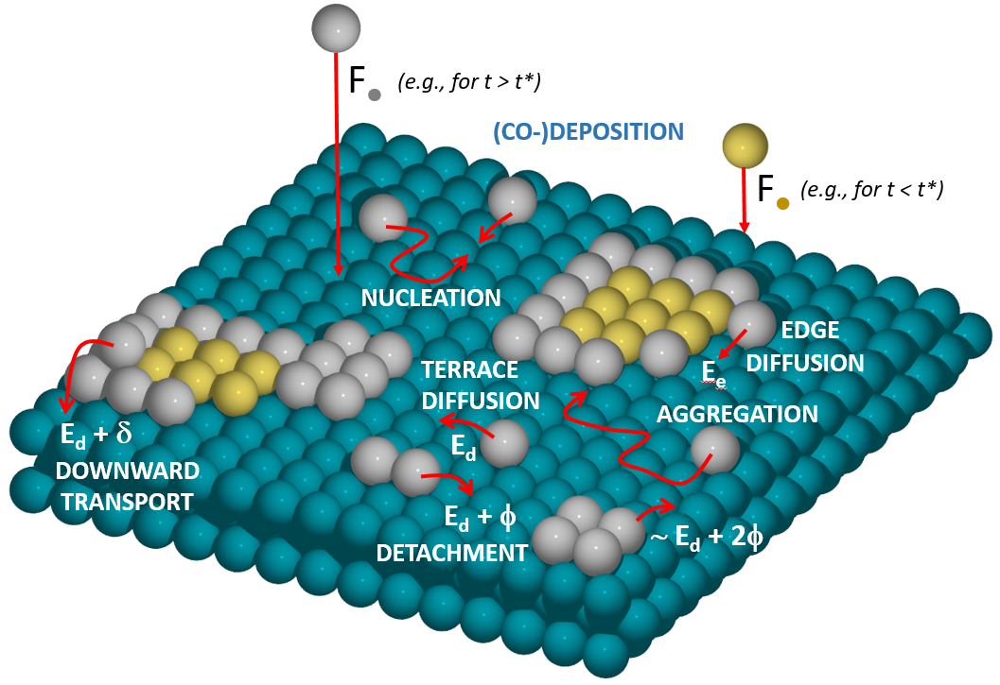 F● (e.g., for t > t*)
(CO-)DEPOSITION
F● (e.g., for t < t*)
NUCLEATION
EDGE
DIFFUSION
Ee
TERRACE
DIFFUSION
Ed
AGGREGATION
Ed + δ
DOWNWARD
TRANSPORT
Ed + ϕ
DETACHMENT
~ Ed + 2ϕ